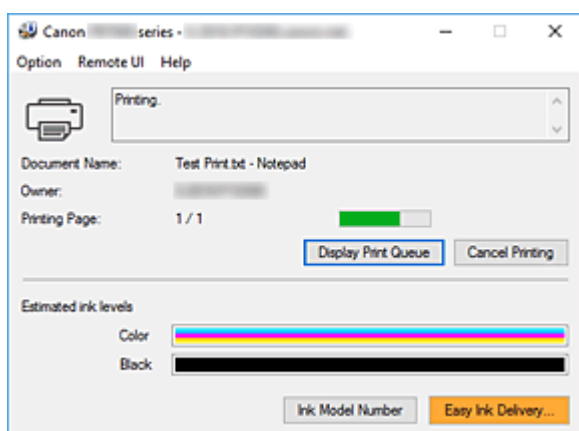 Canon series -
Option Remote UI Help
Printing.
Document Name: Test Print.txt - Notepad
Owner:
Printing Page: 1 / 1
Display Print Queue Cancel Printing
Estimated ink levels
Color
Black
Ink Model Number Easy Ink Delivery...